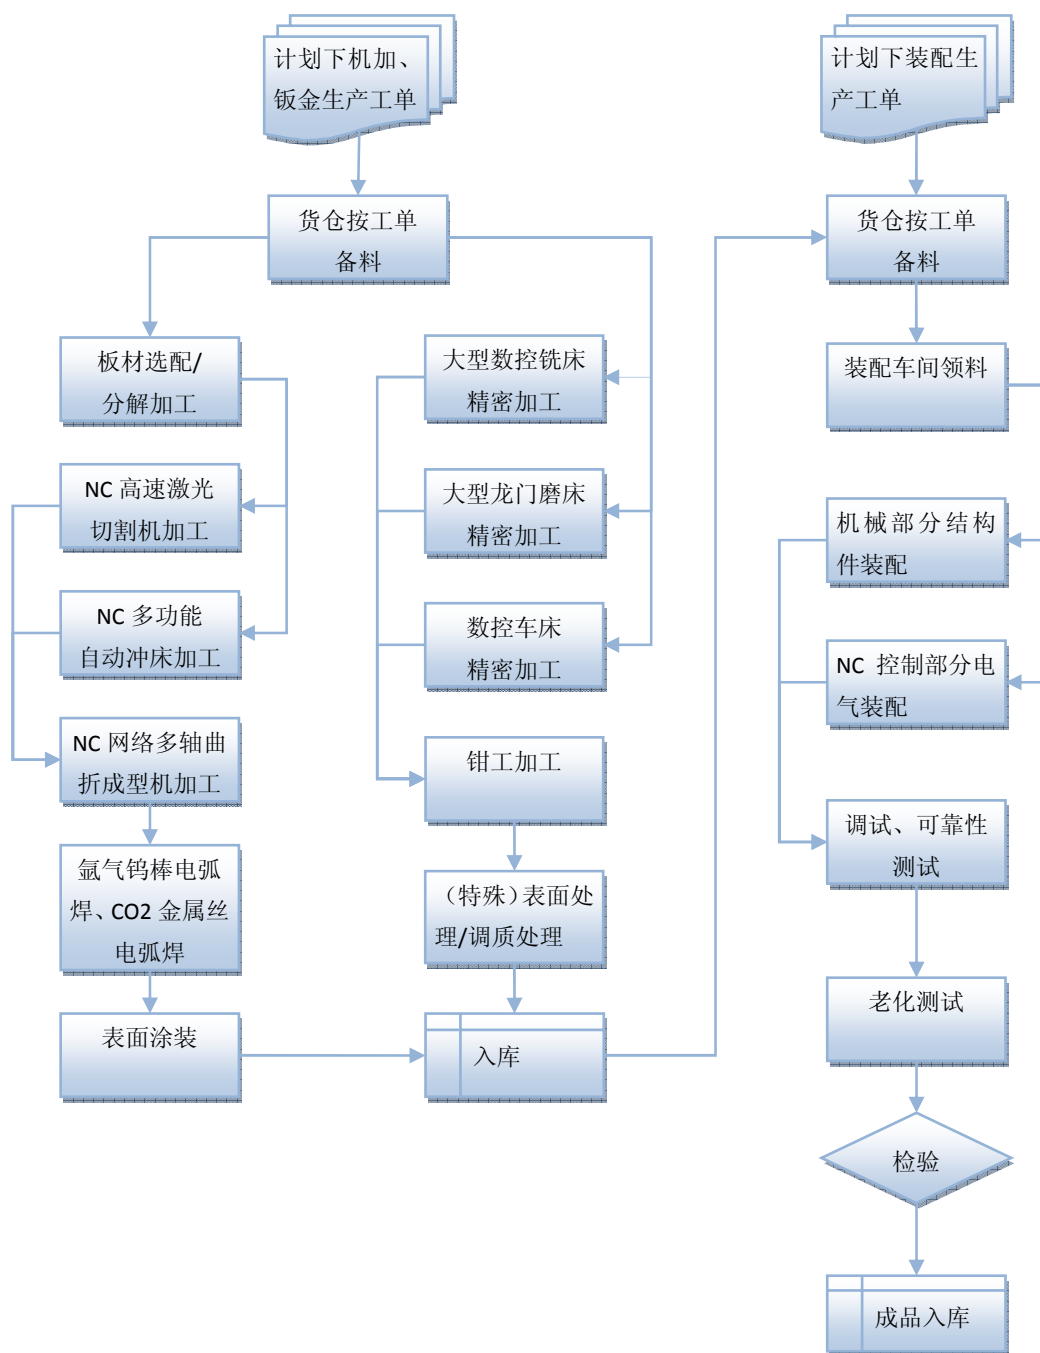 计划下机加、
钣金生产工单
货仓按工单
备料
板材选配/
分解加工
NC 高速激光
切割机加工
NC 多功能
自动冲床加工
NC 网络多轴曲
折成型机加工
氩气钨棒电弧
焊、CO2 金属丝
电弧焊
表面涂装
大型数控铣床
精密加工
大型龙门磨床
精密加工
数控车床
精密加工
钳工加工
（特殊）表面处
理/调质处理
入库
计划下装配生
产工单
货仓按工单
备料
装配车间领料
机械部分结构
件装配
NC 控制部分电
气装配
调试、可靠性
测试
老化测试
检验
成品入库